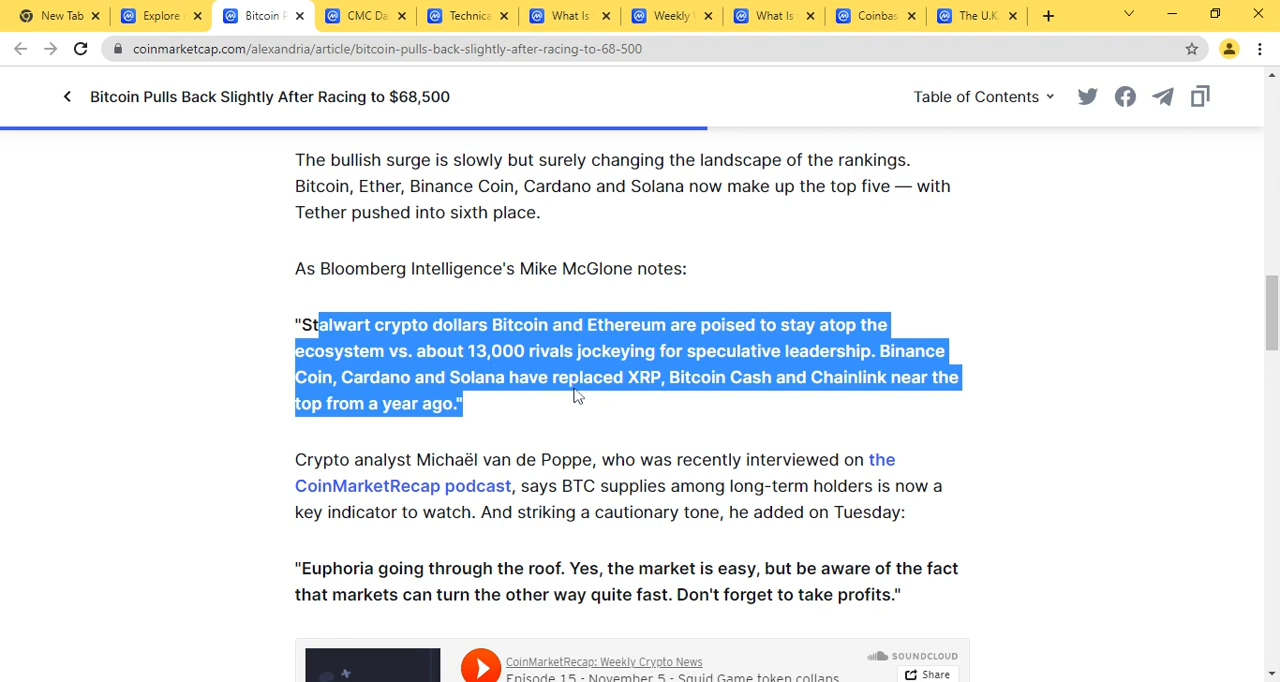 New Tab
Explore
Bitcoin P
CMC Da
Technica
What Is
Weekly
What Is
Coinbas
The U.K.
coinmarketcap.com/alexandria/article/bitcoin-pulls-back-slightly-after-racing-to-68-500
Bitcoin Pulls Back Slightly After Racing to $68,500
Table of Contents
The bullish surge is slowly but surely changing the landscape of the rankings.
Bitcoin, Ether, Binance Coin, Cardano and Solana now make up the top five — with
Tether pushed into sixth place.
As Bloomberg Intelligence's Mike McGlone notes:
"Stalwart crypto dollars Bitcoin and Ethereum are poised to stay atop the
ecosystem vs. about 13,000 rivals jockeying for speculative leadership. Binance
Coin, Cardano and Solana have replaced XRP, Bitcoin Cash and Chainlink near the
top from a year ago."
Crypto analyst Michaël van de Poppe, who was recently interviewed on the
CoinMarketRecap podcast, says BTC supplies among long-term holders is now a
key indicator to watch. And striking a cautionary tone, he added on Tuesday:
"Euphoria going through the roof. Yes, the market is easy, but be aware of the fact
that markets can turn the other way quite fast. Don't forget to take profits."
CoinMarketRecap: Weekly Crypto News
SOUNDCLOUD
Episode 15 - November 5 - Squid Game token collaps
Share